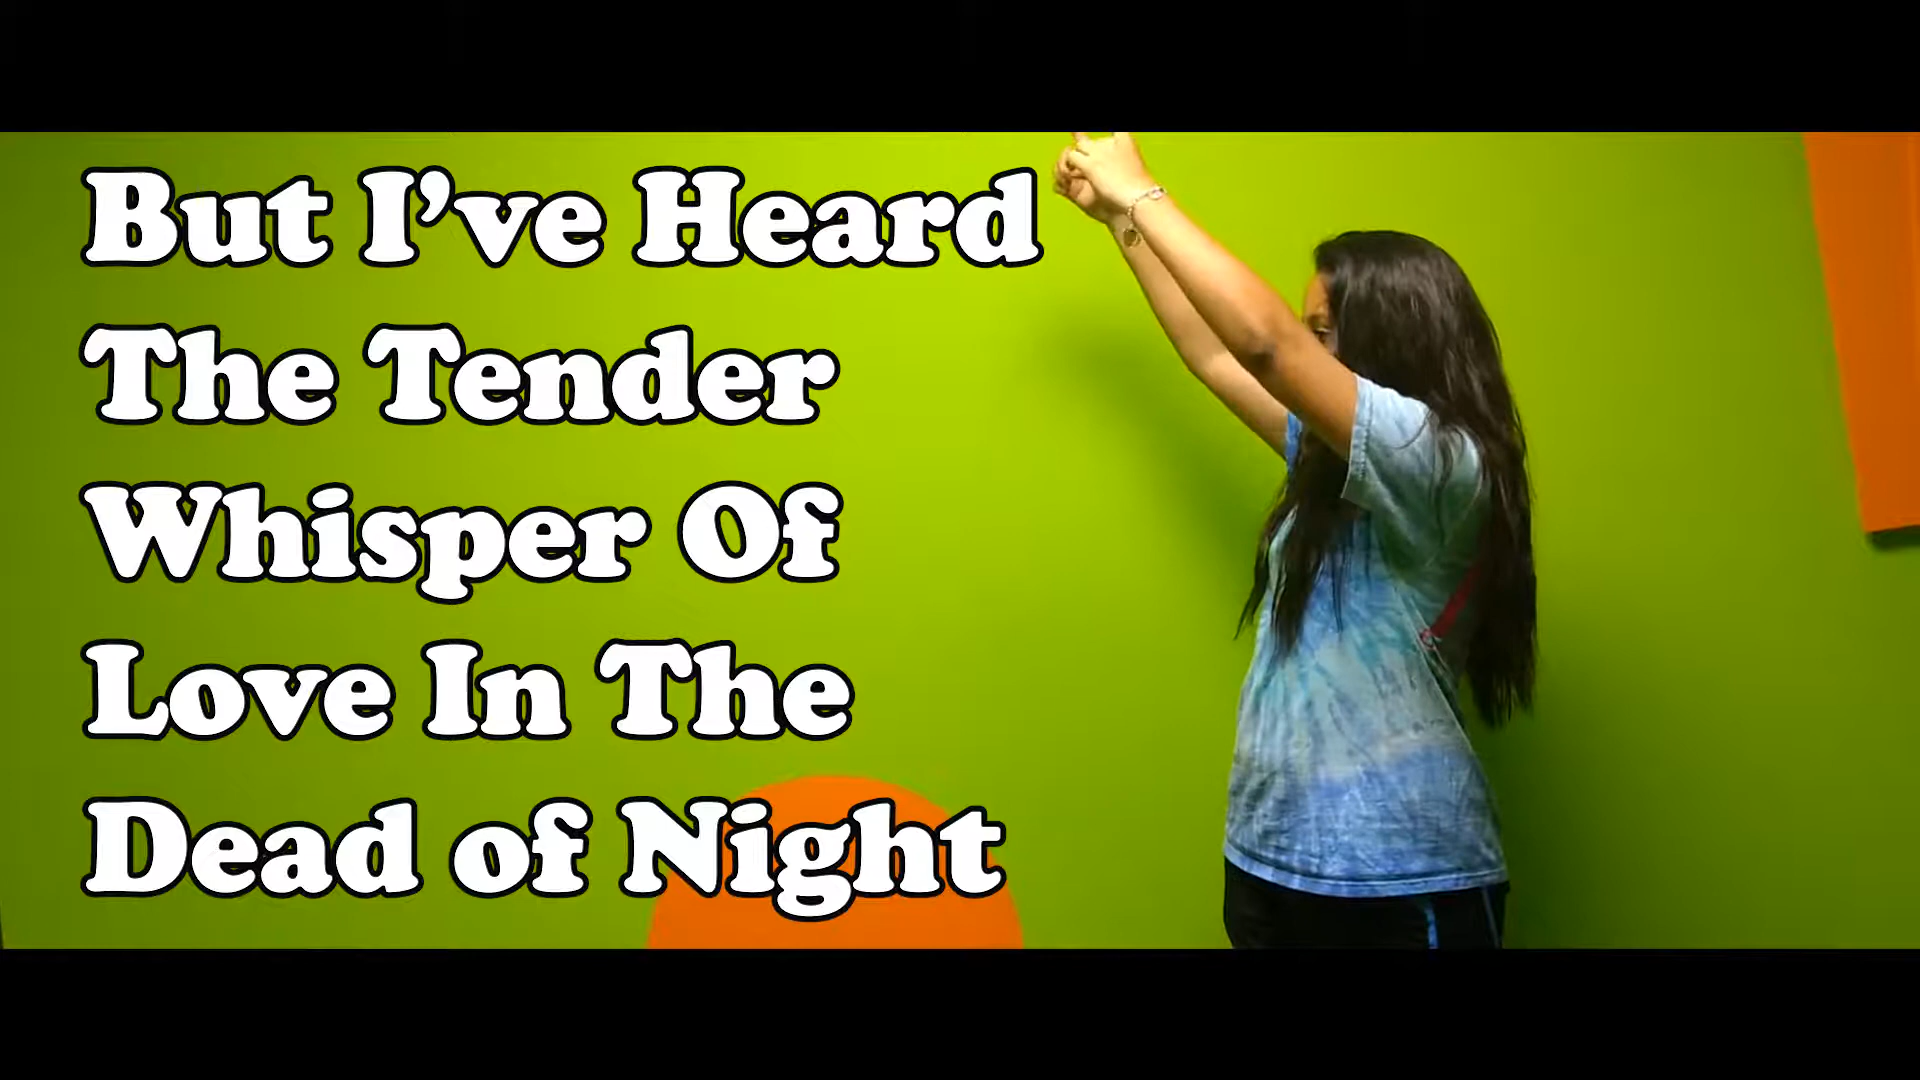 But I’ve Heard
The Tender
Whisper Of
Love In The
Dead of Night